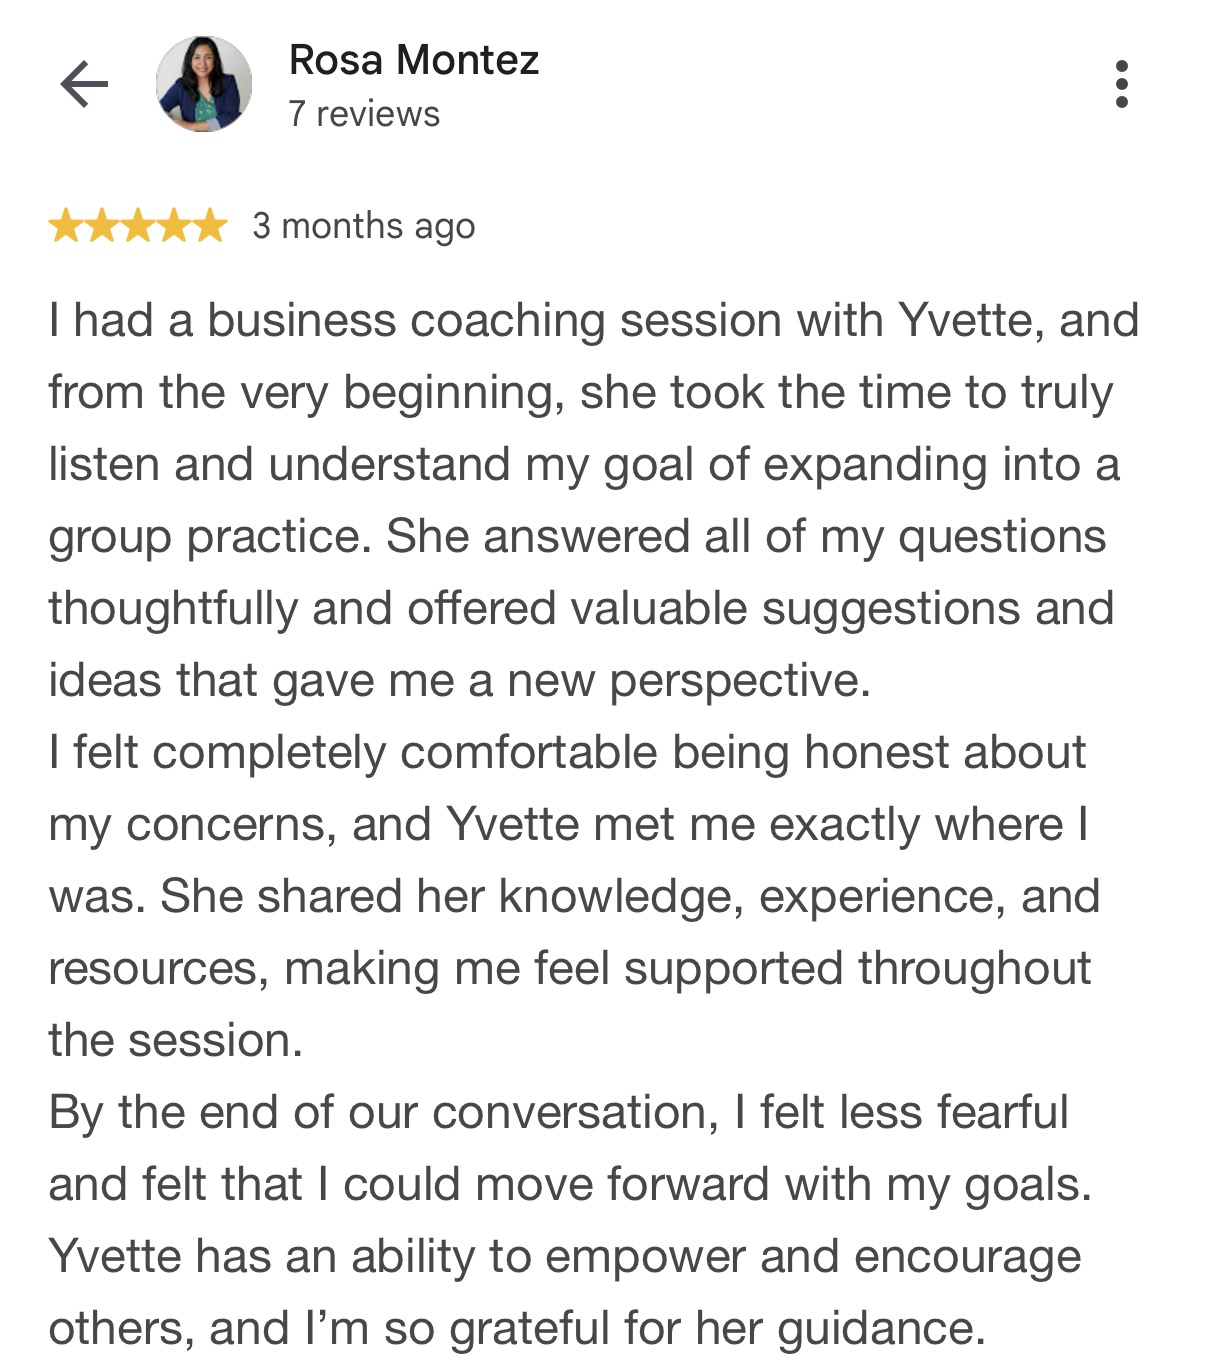 Rosa Montez
7 reviews
3 months ago
I had a business coaching session with Yvette, and
from the very beginning, she took the time to truly
listen and understand my goal of expanding into a
group practice. She answered all of my questions
thoughtfully and offered valuable suggestions and
ideas that gave me a new perspective.
I felt completely comfortable being honest about
my concerns, and Yvette met me exactly where I
was. She shared her knowledge, experience, and
resources, making me feel supported throughout
the session.
By the end of our conversation, I felt less fearful
and felt that I could move forward with my goals.
Yvette has an ability to empower and encourage
others, and I’m so grateful for her guidance.